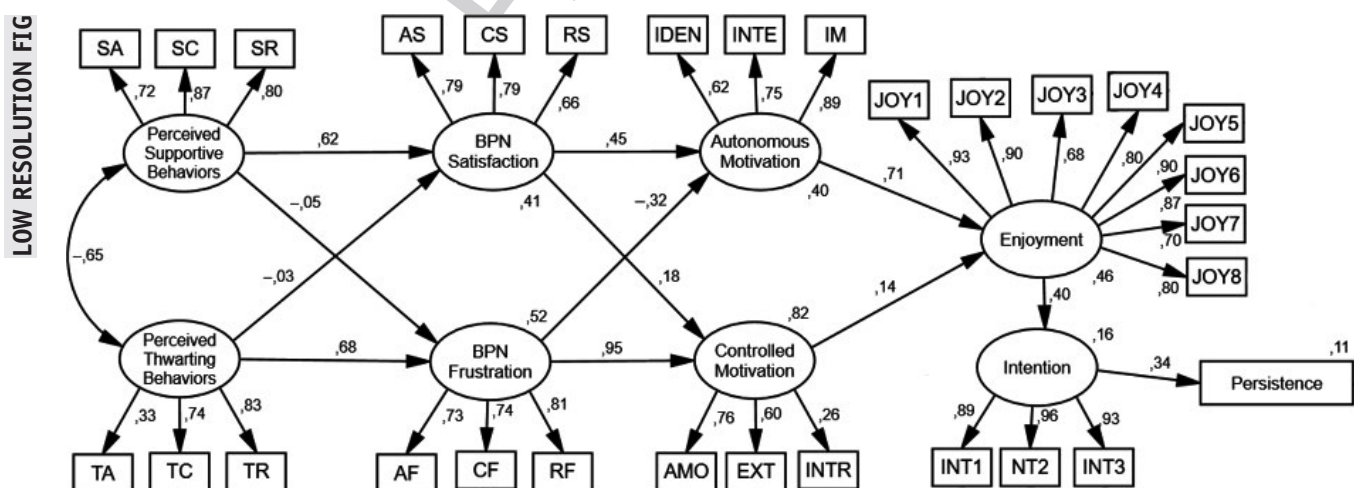 LOW RESOLUTION FIG
SA
SC
SR
AS
CS
RS
IDEN
INTE
IM
,72
,87
,80
,79
,79
,66
,62
,75
,89
JOY1
JOY2
JOY3
JOY4
JOY5
JOY6
JOY7
JOY8
,93
,90
,68
,80
,90
,87
,70
,80
Perceived
Supportive
Behaviors
,62
BPN
Satisfaction
,41
,45
Autonomous
Motivation
,40
,71
–,05
–,32
–,65
–,03
,18
,14
Enjoyment
,46
,40
Perceived
Thwarting
Behaviors
,68
,52
BPN
Frustration
,95
,82
Controlled
Motivation
,16
Intention
,34
,11
Persistence
,33
,74
,83
,73
,74
,81
,76
,60
,26
,89
,96
,93
TA
TC
TR
AF
CF
RF
AMO
EXT
INTR
INT1
NT2
INT3